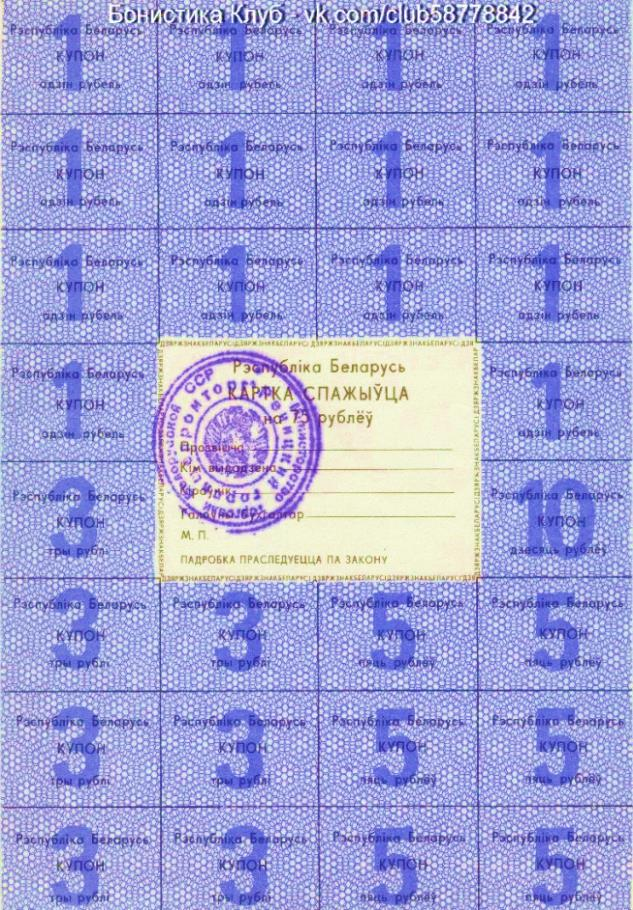 Бонистика Клуб - vk.com/club58778842
Рэспубліка Беларусь Рэспубліка Беларусь Рэспубліка Беларусь Рэспубліка Беларусь
1 1 1 1
КУПОН КУПОН КУПОН КУПОН
адзін рубель адзін рубель адзін рубель адзін рубель
Рэспубліка Беларусь Рэспубліка Беларусь Рэспубліка Беларусь Рэспубліка Беларусь
1 1 1 1
КУПОН КУПОН КУПОН КУПОН
адзін рубель адзін рубель адзін рубель адзін рубель
Рэспубліка Беларусь Рэспубліка Беларусь Рэспубліка Беларусь Рэспубліка Беларусь
1 1 1 1
КУПОН КУПОН КУПОН КУПОН
адзін рубель адзін рубель адзін рубель адзін рубель
Рэспубліка Беларусь
1
КУПОН
адзін рубель
Рэспубліка Беларусь
КАРТКА СПАЖЫЎЦА
на 75 рублёў
Прозвішча
Кім выдадзена
Кіраўнік
Галоўны бухгалтар
М. П.
ПАДРОБКА ПРАСЛЕДУЕЦЦА ПА ЗАКОНУ
Рэспубліка Беларусь
1
КУПОН
адзін рубель
Рэспубліка Беларусь
3
КУПОН
тры рублі
Рэспубліка Беларусь
10
КУПОН
дзесяць рублёў
Рэспубліка Беларусь Рэспубліка Беларусь Рэспубліка Беларусь Рэспубліка Беларусь
3 3 5 5
КУПОН КУПОН КУПОН КУПОН
тры рублі тры рублі пяць рублёў пяць рублёў
Рэспубліка Беларусь Рэспубліка Беларусь Рэспубліка Беларусь Рэспубліка Беларусь
3 3 5 5
КУПОН КУПОН КУПОН КУПОН
тры рублі тры рублі пяць рублёў пяць рублёў
Рэспубліка Беларусь Рэспубліка Беларусь Рэспубліка Беларусь Рэспубліка Беларусь
3 3 5 5
КУПОН КУПОН КУПОН КУПОН
тры рублі тры рублі пяць рублёў пяць рублёў